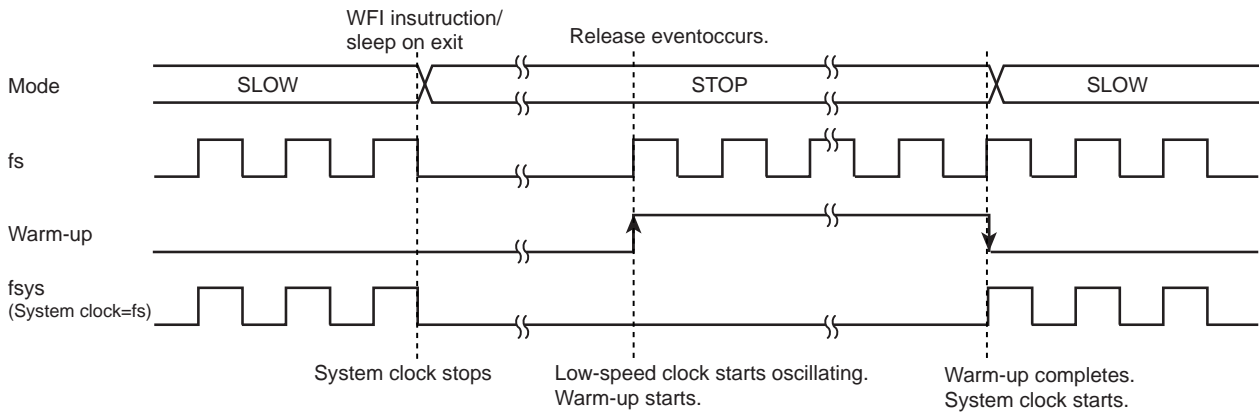 WFI insutruction/
sleep on exit
Release eventoccurs.
Mode
SLOW
STOP
SLOW
fs
Warm-up
fsys
(System clock=fs)
System clock stops
Low-speed clock starts oscillating.
Warm-up starts.
Warm-up completes.
System clock starts.